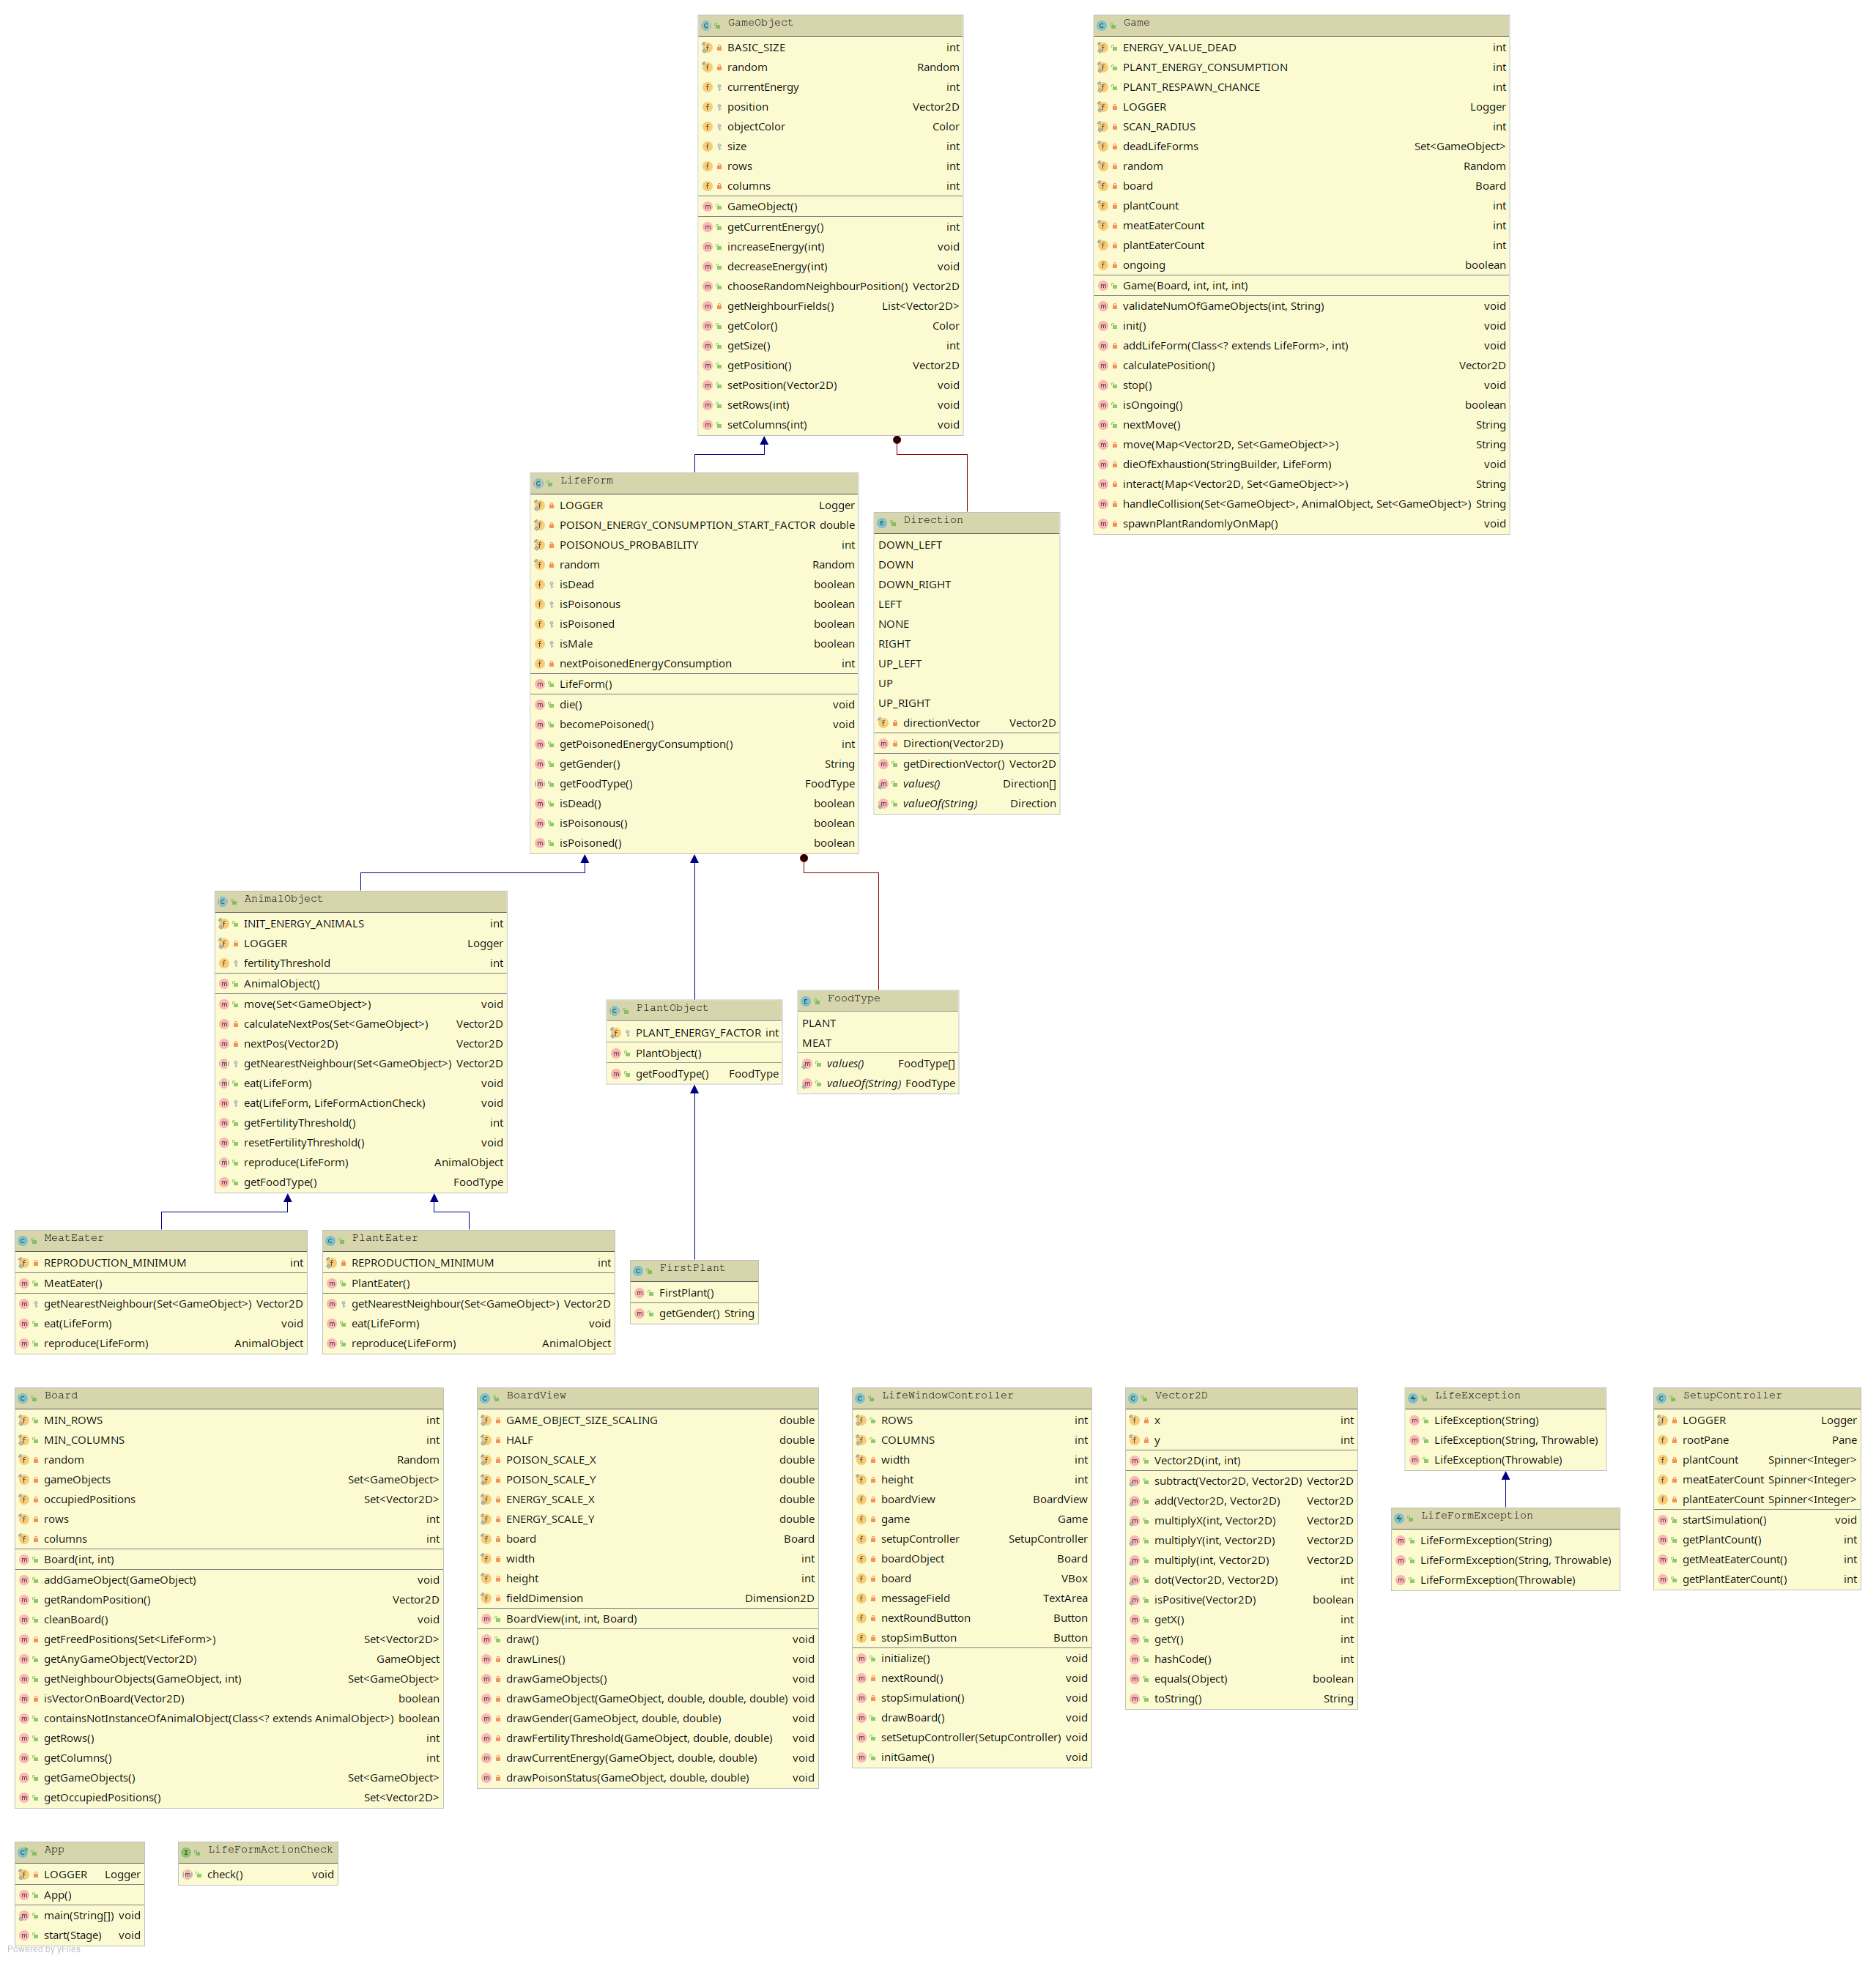 GameObject
BASIC_SIZE int
random Random
currentEnergy int
position Vector2D
objectColor Color
size int
rows int
columns int
GameObject()
getCurrentEnergy() int
increaseEnergy(int) void
decreaseEnergy(int) void
chooseRandomNeighbourPosition() Vector2D
getNeighbourFields() List<Vector2D>
getColor() Color
getSize() int
getPosition() Vector2D
setPosition(Vector2D) void
setRows(int) void
setColumns(int) void
Game
ENERGY_VALUE_DEAD int
PLANT_ENERGY_CONSUMPTION int
PLANT_RESPAWN_CHANCE int
LOGGER Logger
SCAN_RADIUS int
deadLifeForms Set<GameObject>
random Random
board Board
plantCount int
meatEaterCount int
plantEaterCount int
ongoing boolean
Game(Board, int, int, int)
validateNumOfGameObjects(int, String) void
init() void
addLifeForm(Class<? extends LifeForm>, int) void
calculatePosition() Vector2D
stop() void
isOngoing() boolean
nextMove() String
move(Map<Vector2D, Set<GameObject>>) String
dieOfExhaustion(StringBuilder, LifeForm) void
interact(Map<Vector2D, Set<GameObject>>) String
handleCollision(Set<GameObject>, AnimalObject, Set<GameObject>) String
spawnPlantRandomlyOnMap() void
LifeForm
LOGGER Logger
POISON_ENERGY_CONSUMPTION_START_FACTOR double
POISONOUS_PROBABILITY int
random Random
isDead boolean
isPoisonous boolean
isPoisoned boolean
isMale boolean
nextPoisonedEnergyConsumption int
LifeForm()
die() void
becomePoisoned() void
getPoisonedEnergyConsumption() int
getGender() String
getFoodType() FoodType
isDead() boolean
isPoisonous() boolean
isPoisoned() boolean
Direction
DOWN_LEFT
DOWN
DOWN_RIGHT
LEFT
NONE
RIGHT
UP_LEFT
UP
UP_RIGHT
directionVector Vector2D
Direction(Vector2D)
getDirectionVector() Vector2D
values() Direction[]
valueOf(String) Direction
AnimalObject
INIT_ENERGY_ANIMALS int
LOGGER Logger
fertilityThreshold int
AnimalObject()
move(Set<GameObject>) void
calculateNextPos(Set<GameObject>) Vector2D
nextPos(Vector2D) Vector2D
getNearestNeighbour(Set<GameObject>) Vector2D
eat(LifeForm) void
eat(LifeForm, LifeFormActionCheck) void
getFertilityThreshold() int
resetFertilityThreshold() void
reproduce(LifeForm) AnimalObject
getFoodType() FoodType
PlantObject
PLANT_ENERGY_FACTOR int
PlantObject()
getFoodType() FoodType
FoodType
PLANT
MEAT
values() FoodType[]
valueOf(String) FoodType
MeatEater
REPRODUCTION_MINIMUM int
MeatEater()
getNearestNeighbour(Set<GameObject>) Vector2D
eat(LifeForm) void
reproduce(LifeForm) AnimalObject
PlantEater
REPRODUCTION_MINIMUM int
PlantEater()
getNearestNeighbour(Set<GameObject>) Vector2D
eat(LifeForm) void
reproduce(LifeForm) AnimalObject
FirstPlant
FirstPlant()
getGender() String
Board
MIN_ROWS int
MIN_COLUMNS int
random Random
gameObjects Set<GameObject>
occupiedPositions Set<Vector2D>
rows int
columns int
Board(int, int)
addGameObject(GameObject) void
getRandomPosition() Vector2D
cleanBoard() void
getFreedPositions(Set<LifeForm>) Set<Vector2D>
getAnyGameObject(Vector2D) GameObject
getNeighbourObjects(GameObject, int) Set<GameObject>
isVectorOnBoard(Vector2D) boolean
containsNotInstanceOfAnimalObject(Class<? extends AnimalObject>) boolean
getRows() int
getColumns() int
getGameObjects() Set<GameObject>
getOccupiedPositions() Set<Vector2D>
BoardView
GAME_OBJECT_SIZE_SCALING double
HALF double
POISON_SCALE_X double
POISON_SCALE_Y double
ENERGY_SCALE_X double
ENERGY_SCALE_Y double
board Board
width int
height int
fieldDimension Dimension2D
BoardView(int, int, Board)
draw() void
drawLines() void
drawGameObjects() void
drawGameObject(GameObject, double, double, double) void
drawGender(GameObject, double, double) void
drawFertilityThreshold(GameObject, double, double) void
drawCurrentEnergy(GameObject, double, double) void
drawPoisonStatus(GameObject, double, double) void
LifeWindowController
ROWS int
COLUMNS int
width int
height int
boardView BoardView
game Game
setupController SetupController
boardObject Board
board VBox
messageField TextArea
nextRoundButton Button
stopSimButton Button
initialize() void
nextRound() void
stopSimulation() void
drawBoard() void
setSetupController(SetupController) void
initGame() void
Vector2D
x int
y int
Vector2D(int, int)
subtract(Vector2D, Vector2D) Vector2D
add(Vector2D, Vector2D) Vector2D
multiplyX(int, Vector2D) Vector2D
multiplyY(int, Vector2D) Vector2D
multiply(int, Vector2D) Vector2D
dot(Vector2D, Vector2D) int
isPositive(Vector2D) boolean
getX() int
getY() int
hashCode() int
equals(Object) boolean
toString() String
LifeException
LifeException(String)
LifeException(String, Throwable)
LifeException(Throwable)
LifeFormException
LifeFormException(String)
LifeFormException(String, Throwable)
LifeFormException(Throwable)
SetupController
LOGGER Logger
rootPane Pane
plantCount Spinner<Integer>
meatEaterCount Spinner<Integer>
plantEaterCount Spinner<Integer>
startSimulation() void
getPlantCount() int
getMeatEaterCount() int
getPlantEaterCount() int
App
LOGGER Logger
App()
main(String[]) void
start(Stage) void
LifeFormActionCheck
check() void
Powered by yFiles